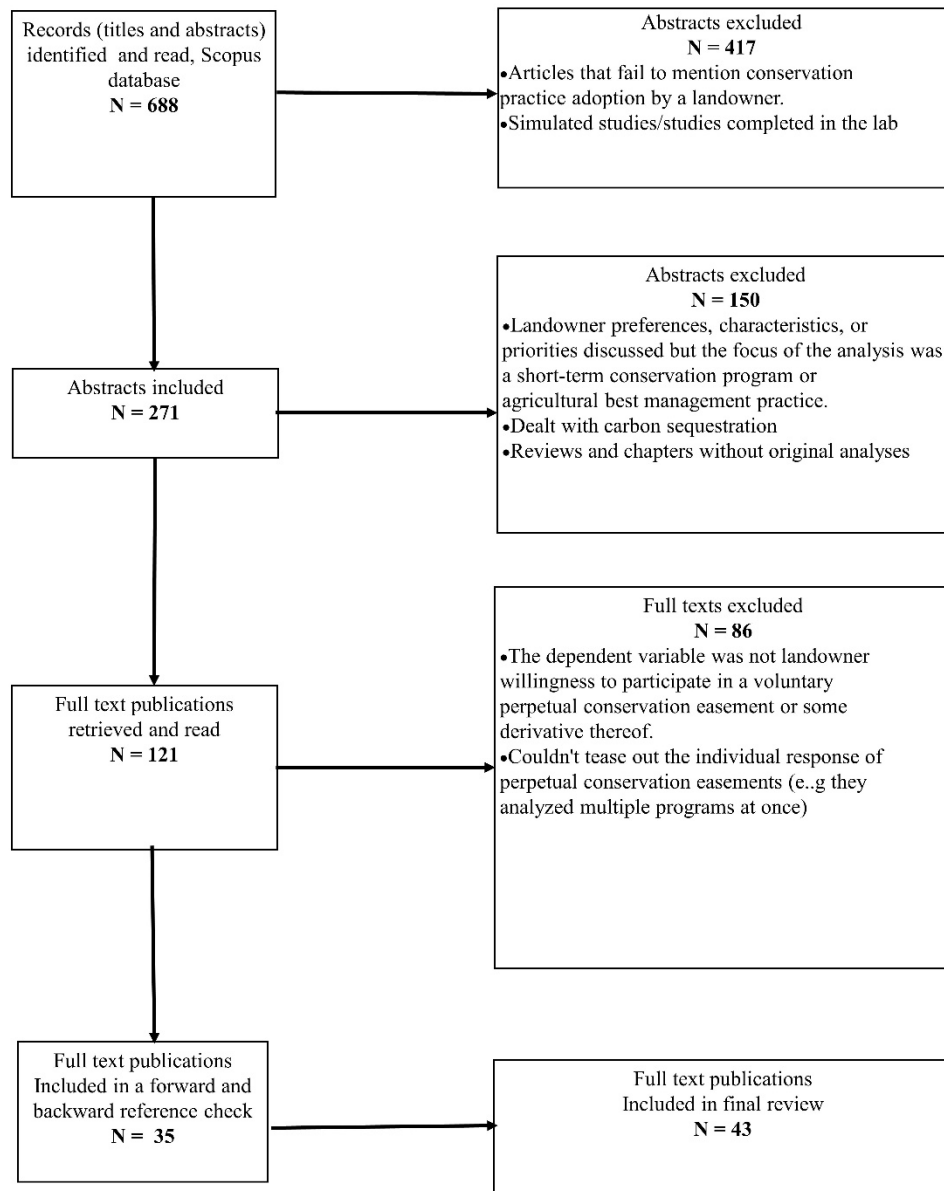 Records (titles and abstracts)
identified and read, Scopus
database
N = 688
Abstracts excluded
N = 417
•Articles that fail to mention conservation
practice adoption by a landowner.
•Simulated studies/studies completed in the lab
Abstracts included
N = 271
Abstracts excluded
N = 150
•Landowner preferences, characteristics, or
priorities discussed but the focus of the analysis was
a short-term conservation program or
agricultural best management practice.
•Dealt with carbon sequestration
•Reviews and chapters without original analyses
Full text publications
retrieved and read
N = 121
Full texts excluded
N = 86
•The dependent variable was not landowner
willingness to participate in a voluntary
perpetual conservation easement or some
derivative thereof.
•Couldn't tease out the individual response of
perpetual conservation easements (e..g they
analyzed multiple programs at once)
Full text publications
Included in a forward and
backward reference check
N = 35
Full text publications
Included in final review
N = 43